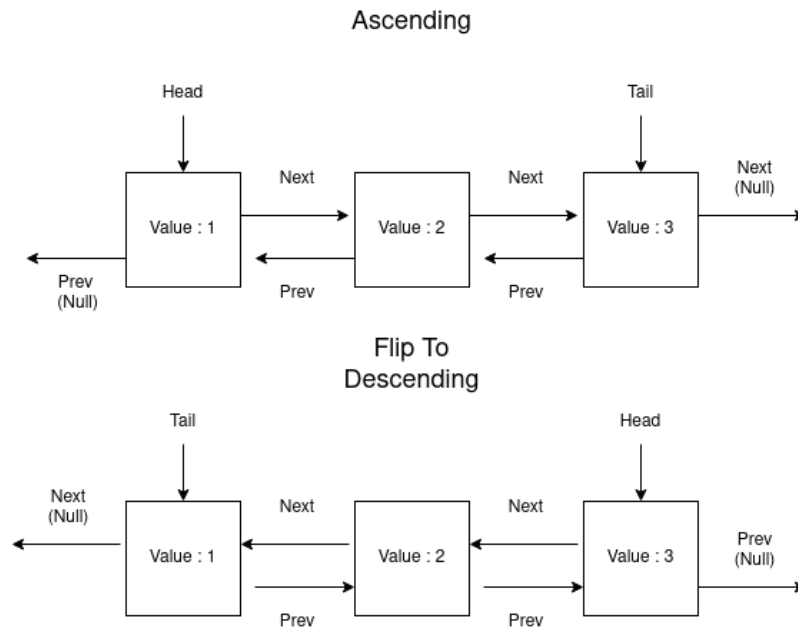 Ascending
Head
Tail
Next
Next
Next
(Null)
Value : 1
Value : 2
Value : 3
Prev
(Null)
Prev
Prev
Flip To
Descending
Tail
Head
Next
(Null)
Next
Next
Prev
(Null)
Value : 1
Value : 2
Value : 3
Prev
Prev